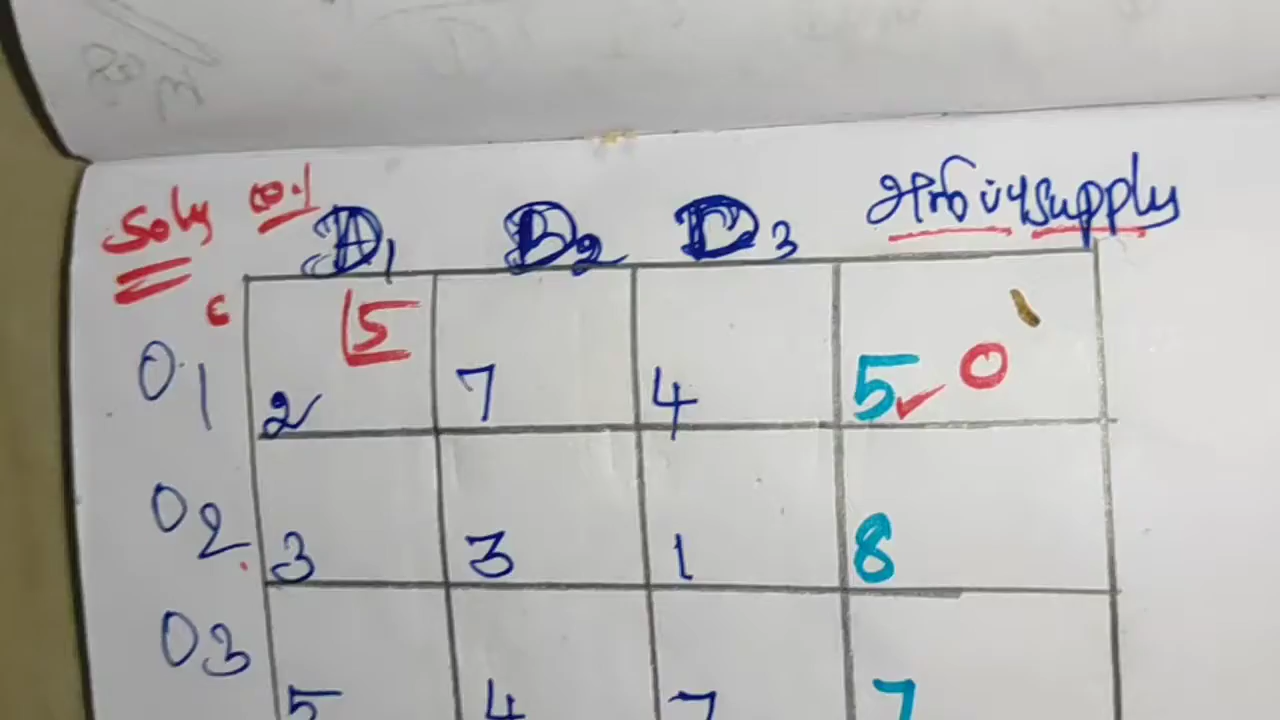 Soln
D1 D2 D3 supply
5
O1 2 7 4 5✓ 0
O2 3 3 1 8
O3
5 4 7 7